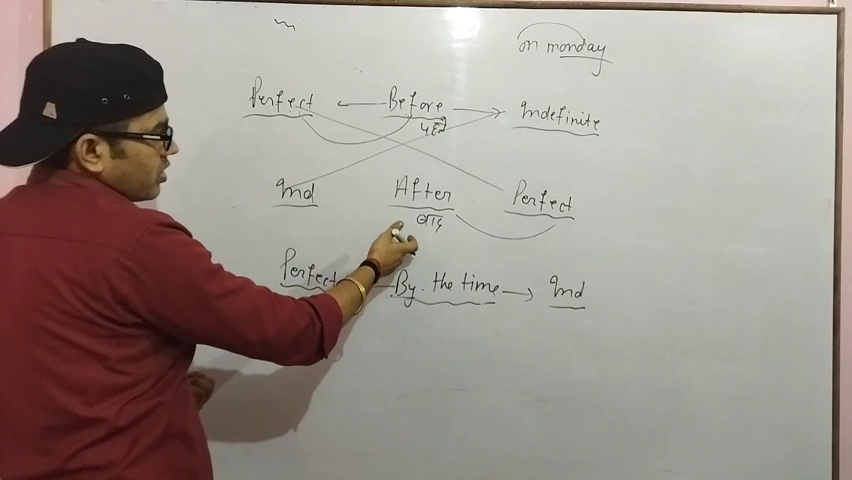 on monday
Perfect Before Indefinite
पहले
Ind After Perfect
बाद
Perfect By the time Ind